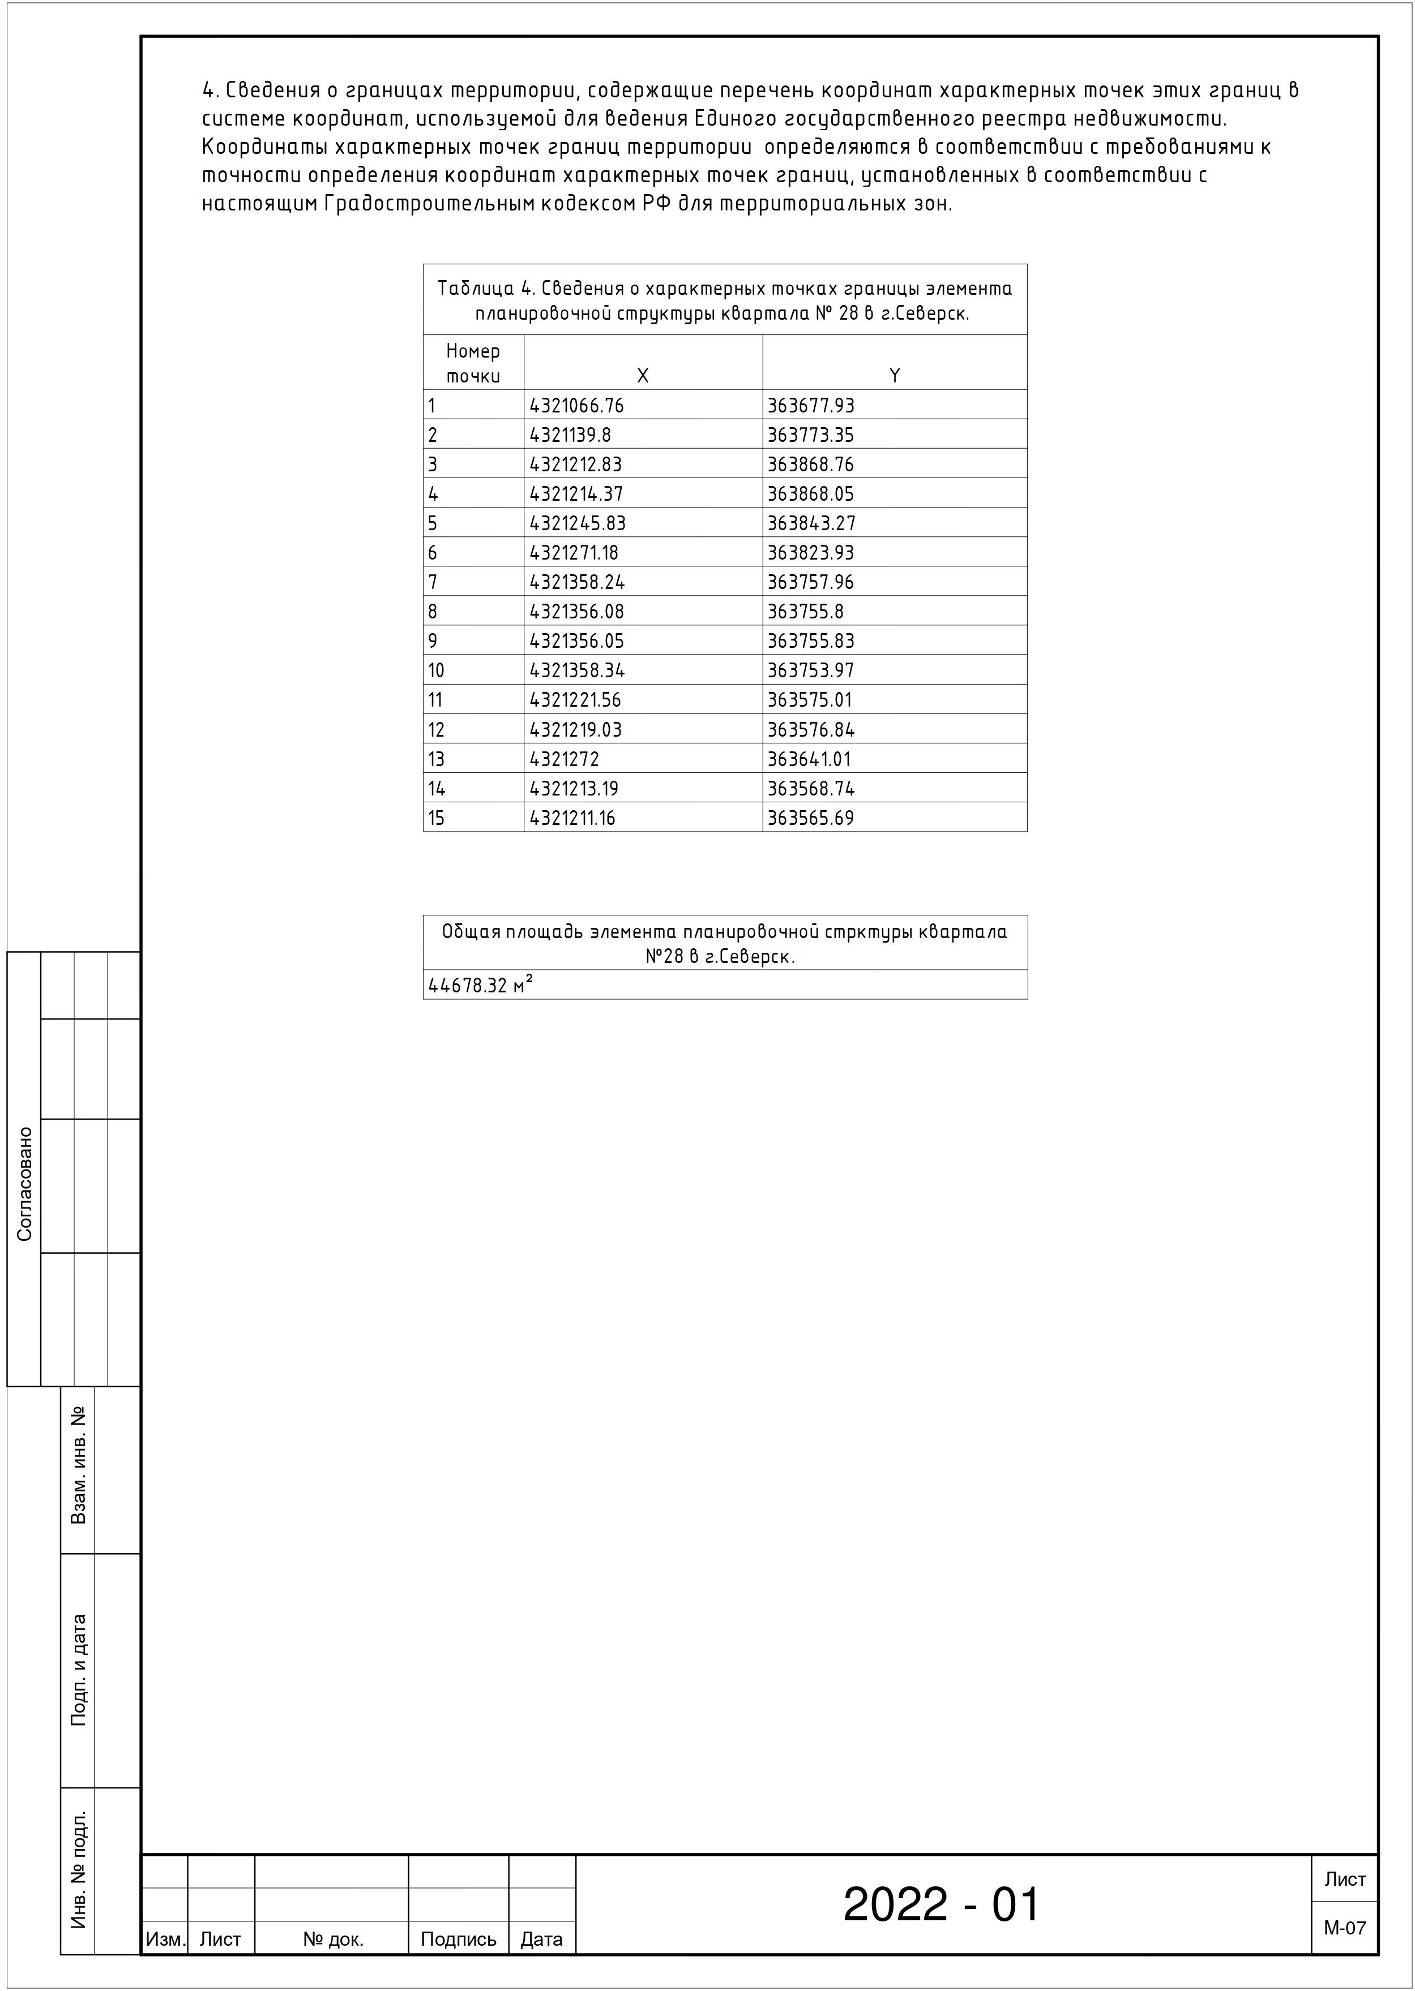 4. Сведения о границах территории, содержащие перечень координат характерных точек этих границ в
системе координат, используемой для ведения Единого государственного реестра недвижимости.
Координаты характерных точек границ территории определяются в соответствии с требованиями к
точности определения координат характерных точек границ, установленных в соответствии с
настоящим Градостроительным кодексом РФ для территориальных зон.
Таблица 4. Сведения о характерных точках границы элемента
планировочной структуры квартала № 28 в г.Северск.
Номер
точки X Y
1 4321066.76 363677.93
2 4321139.8 363773.35
3 4321212.83 363868.76
4 4321214.37 363868.05
5 4321245.83 363843.27
6 4321271.18 363823.93
7 4321358.24 363757.96
8 4321356.08 363755.8
9 4321356.05 363755.83
10 4321358.34 363753.97
11 4321221.56 363575.01
12 4321219.03 363576.84
13 4321272 363641.01
14 4321213.19 363568.74
15 4321211.16 363565.69
Общая площадь элемента планировочной стрктуры квартала
№28 в г.Северск.
44678.32 м²
Согласовано
Взам. инв. №
Подп. и дата
Инв. № подл.
Изм. Лист № док. Подпись Дата
2022 - 01
Лист
М-07